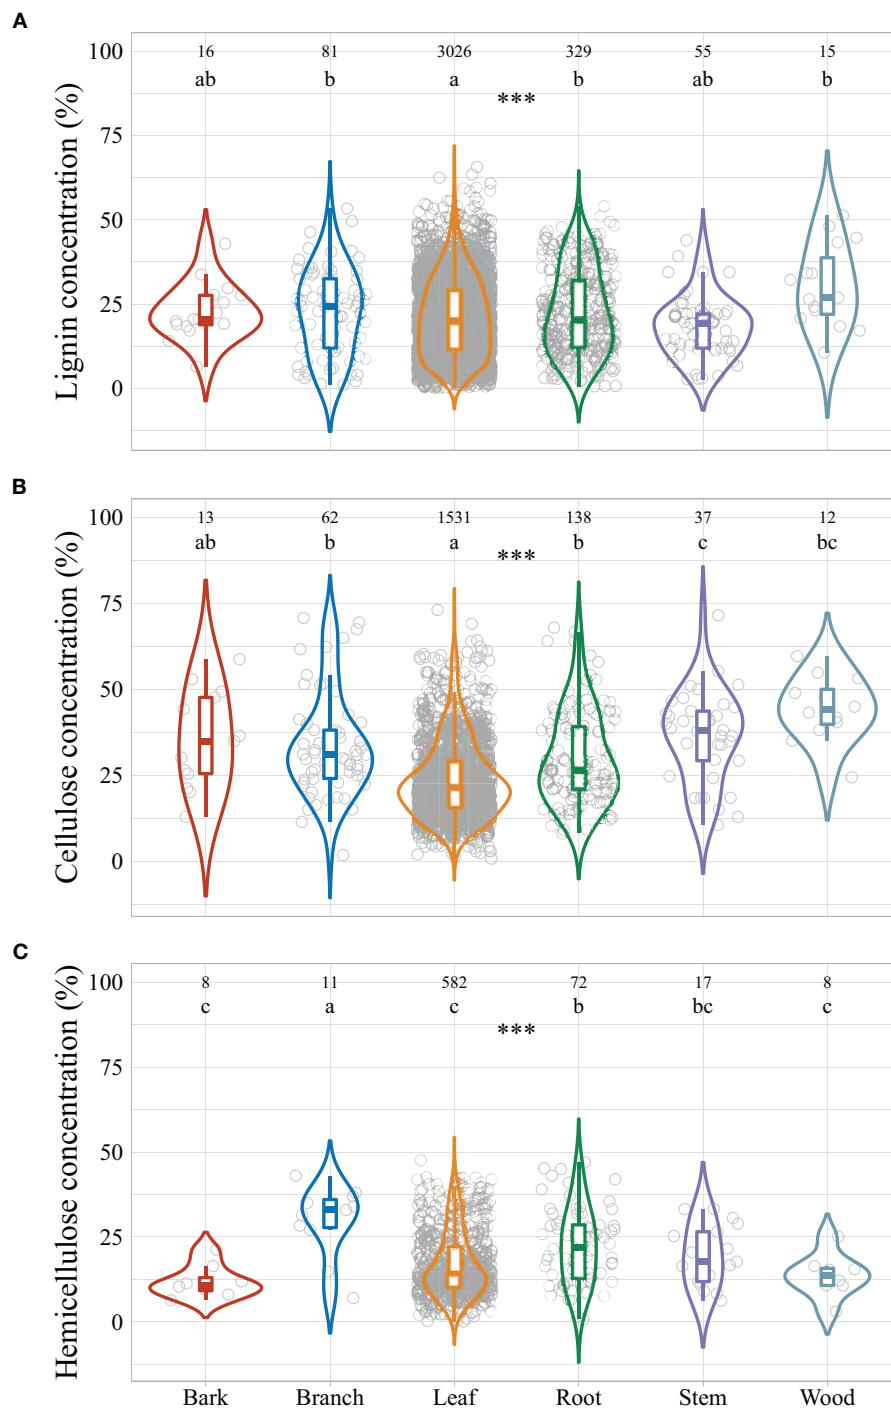 A
Lignin concentration (%)
100
75
50
25
0
16 81 3026 329 55 15
ab b a b ab b
***
B
Cellulose concentration (%)
100
75
50
25
0
13 62 1531 138 37 12
ab b a b c bc
***
C
Hemicellulose concentration (%)
100
75
50
25
0
8 11 582 72 17 8
c a c b bc c
***
Bark Branch Leaf Root Stem Wood